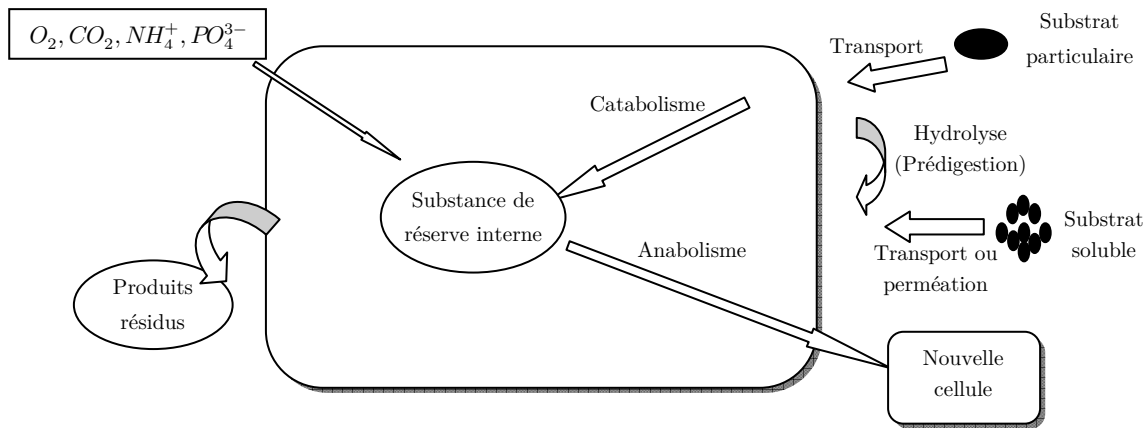 O₂, CO₂, NH₄⁺, PO₄³⁻
Substrat
particulaire
Transport
Catabolisme
Hydrolyse
(Prédigestion)
Substance de
réserve interne
Substrat
soluble
Anabolisme
Transport ou
perméation
Produits
résidus
Nouvelle
cellule